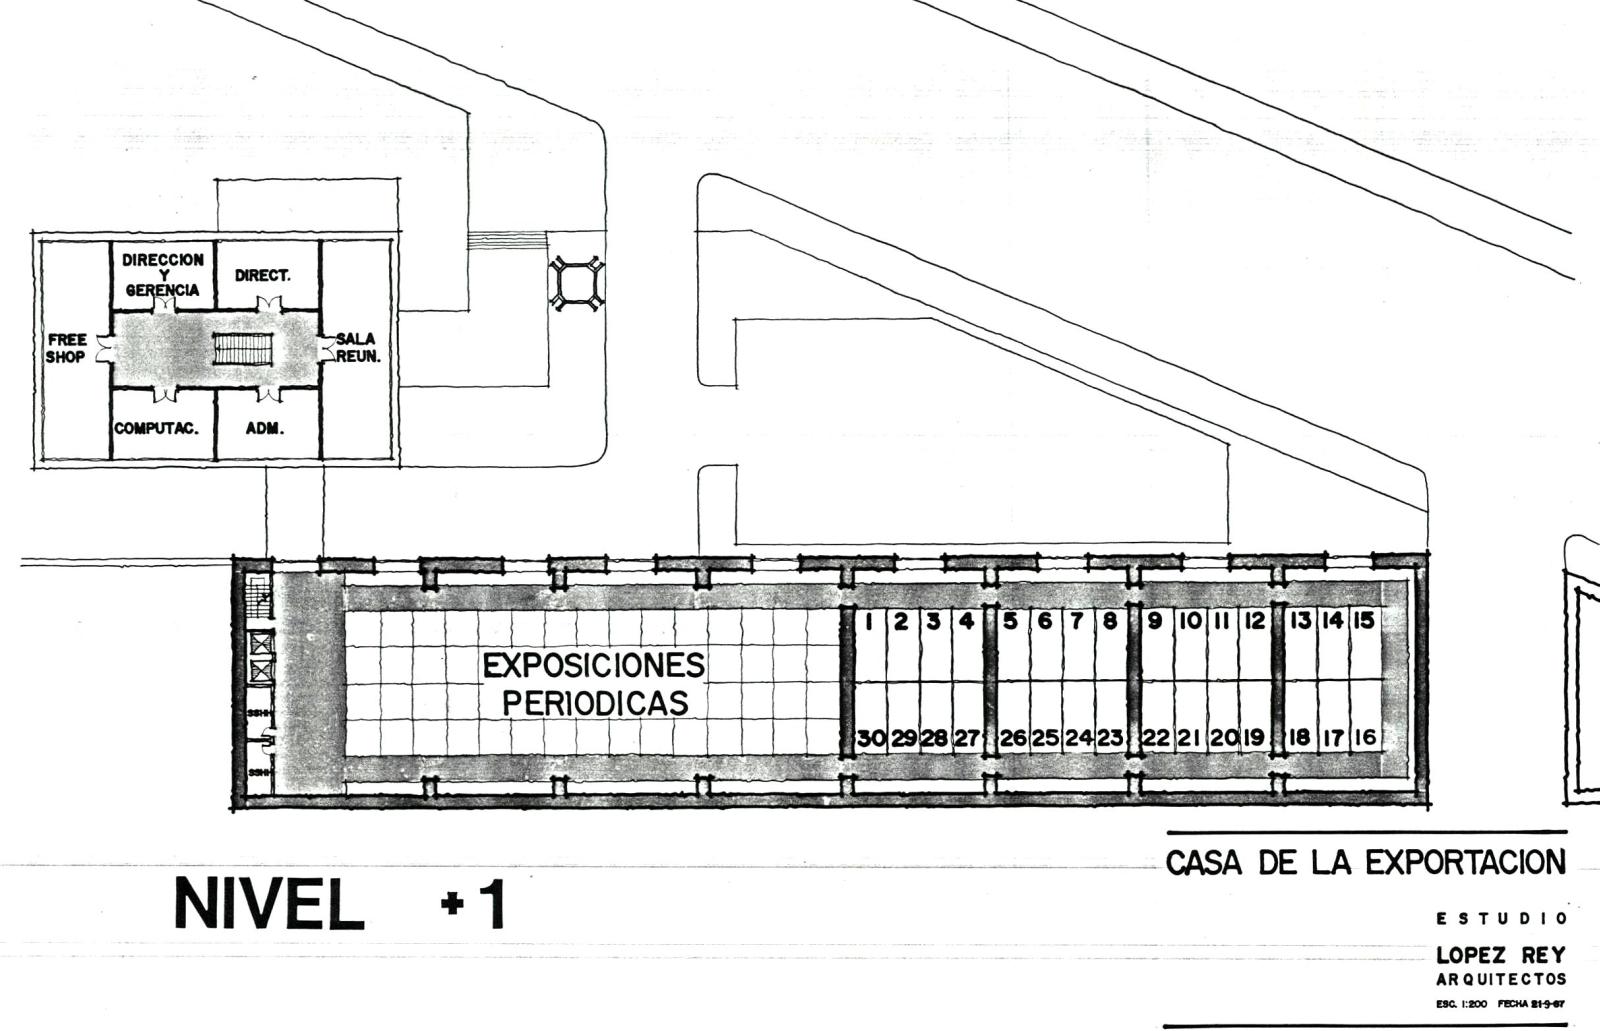 DIRECCION
Y
GERENCIA
DIRECT.
FREE
SHOP
SALA
REUN.
COMPUTAC.
ADM.
EXPOSICIONES
PERIODICAS
1 2 3 4 5 6 7 8 9 10 11 12 13 14 15
30 29 28 27 26 25 24 23 22 21 20 19 18 17 16
SSHH
SSHH
NIVEL +1
CASA DE LA EXPORTACION
ESTUDIO
LOPEZ REY
ARQUITECTOS
ESC. 1:200 FECHA 21-9-87